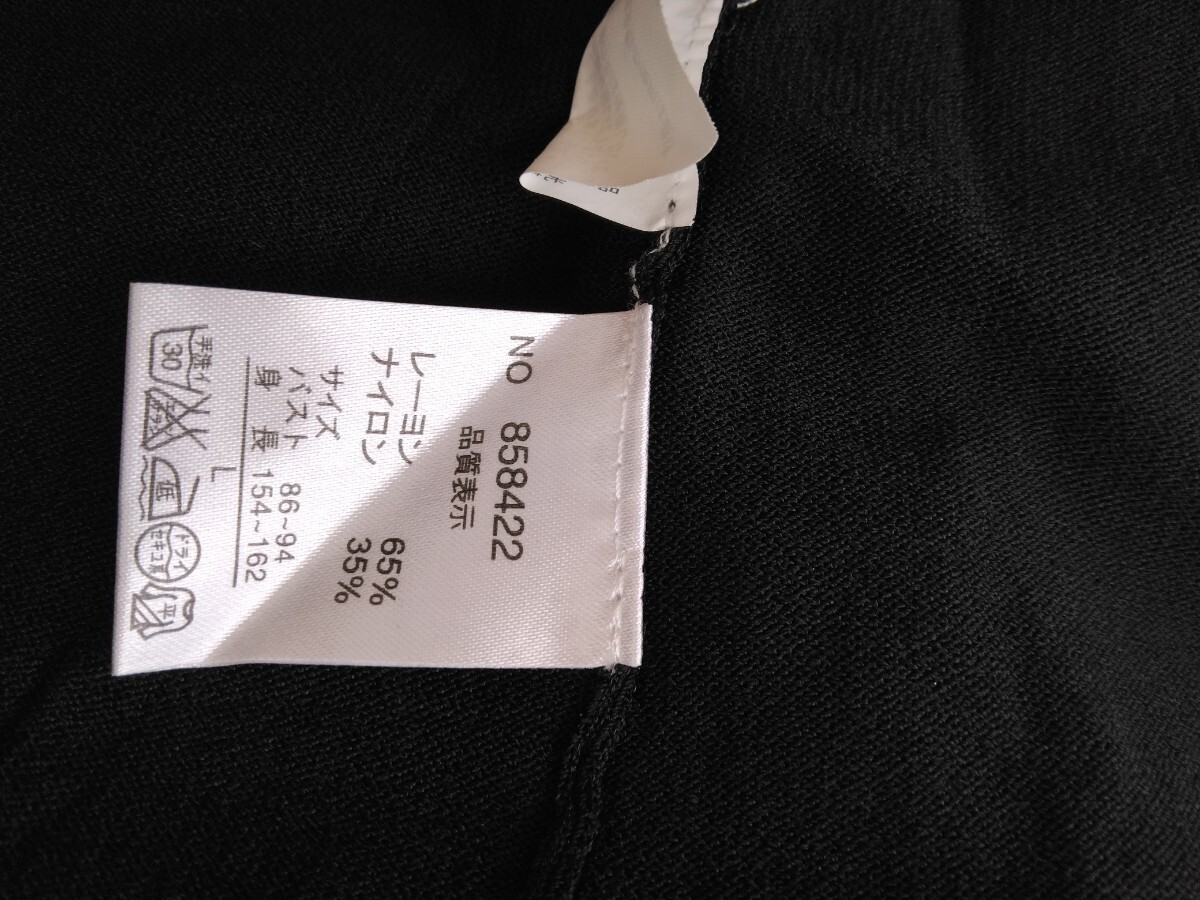 NO 858422
品質表示
レーヨン 65%
ナイロン 35%
サイズ L
バスト 86~94
身長 154~162
手洗イ 30
低
ドライ セキユ系
平